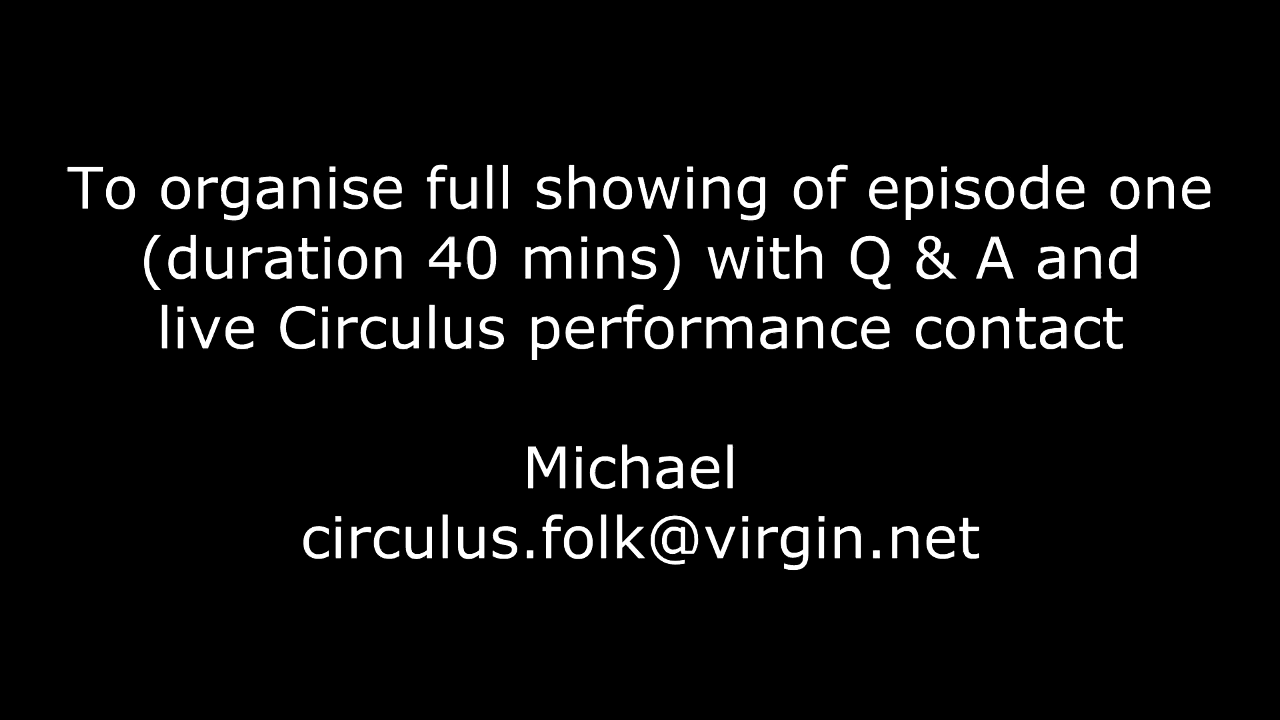 To organise full showing of episode one
(duration 40 mins) with Q & A and
live Circulus performance contact
Michael
circulus.folk@virgin.net